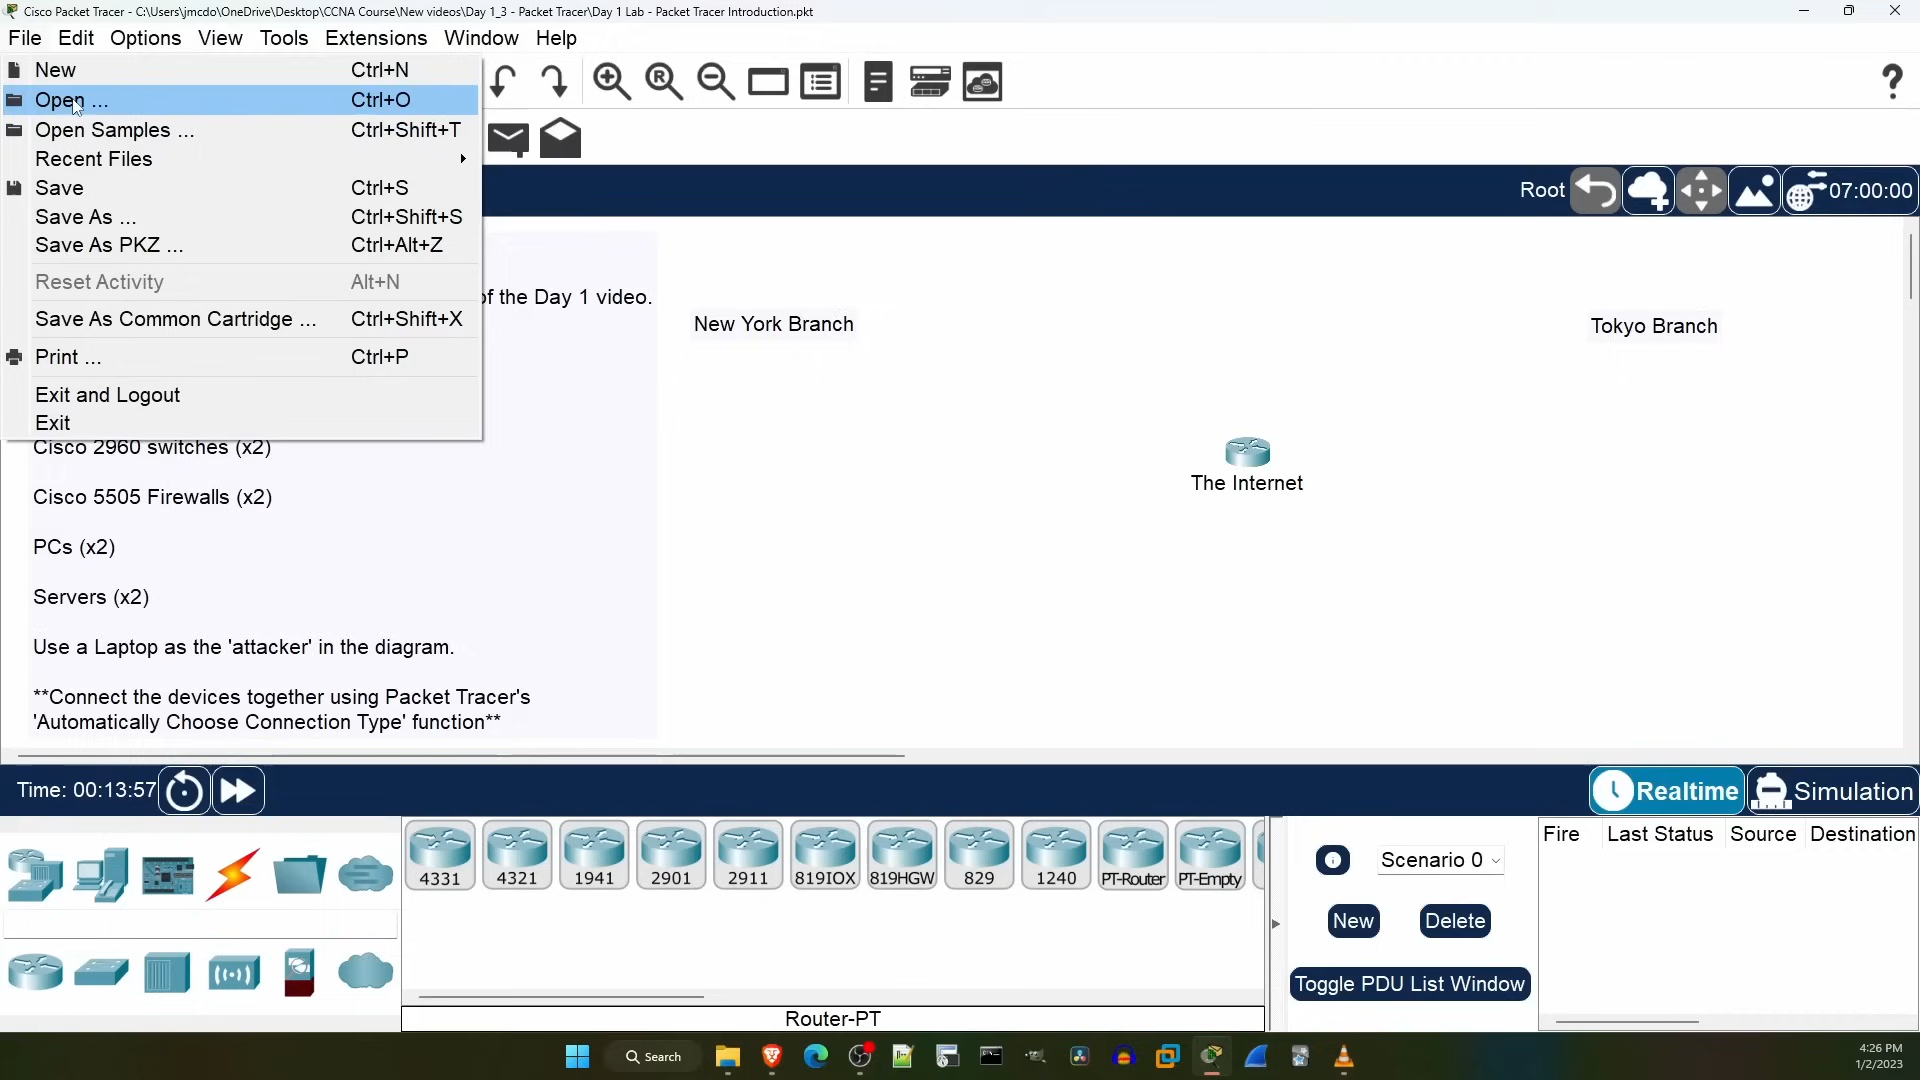 Cisco Packet Tracer - C:\Users\jmcdo\OneDrive\Desktop\CCNA Course\New videos\Day 1_3 - Packet Tracer\Day 1 Lab - Packet Tracer Introduction.pkt
File Edit Options View Tools Extensions Window Help
New Ctrl+N
Open ... Ctrl+O
Open Samples ... Ctrl+Shift+T
Recent Files
Save Ctrl+S
Save As ... Ctrl+Shift+S
Save As PKZ ... Ctrl+Alt+Z
Reset Activity Alt+N
Save As Common Cartridge ... Ctrl+Shift+X
Print ... Ctrl+P
Exit and Logout
Exit
Root 07:00:00
of the Day 1 video.
New York Branch
Tokyo Branch
The Internet
Cisco 2960 switches (x2)
Cisco 5505 Firewalls (x2)
PCs (x2)
Servers (x2)
Use a Laptop as the 'attacker' in the diagram.
**Connect the devices together using Packet Tracer's
'Automatically Choose Connection Type' function**
Time: 00:13:57
Realtime Simulation
4331 4321 1941 2901 2911 819IOX 819HGW 829 1240 PT-Router PT-Empty
Router-PT
Scenario 0
New Delete
Toggle PDU List Window
Fire Last Status Source Destination
Search
4:26 PM
1/2/2023